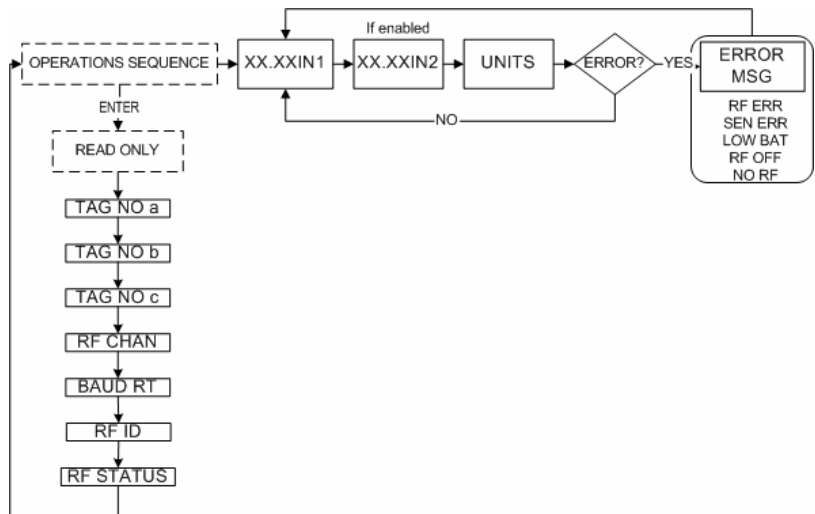 If enabled
OPERATIONS SEQUENCE
XX.XXIN1
XX.XXIN2
UNITS
ERROR?
YES
ERROR
MSG
RF ERR
SEN ERR
LOW BAT
RF OFF
NO RF
NO
ENTER
READ ONLY
TAG NO a
TAG NO b
TAG NO c
RF CHAN
BAUD RT
RF ID
RF STATUS